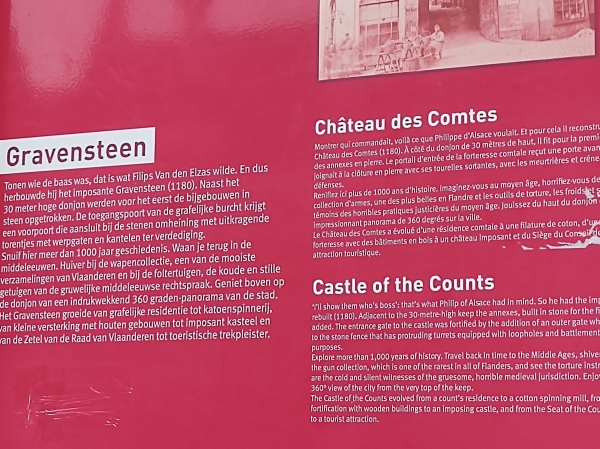 Gravensteen
Tonen wie de baas was, dat is wat Filips Van den Elzas wilde. En dus
herbouwde hij het imposante Gravensteen (1180). Naast het
30 meter hoge donjon werden voor het eerst de bijgebouwen in
steen opgetrokken. De toegangspoort van de grafelijke burcht krijgt
een voorpoort die aansluit bij de stenen omheining met uitkragende
torentjes met werpgaten en kantelen ter verdediging.
Snuif hier meer dan 1000 jaar geschiedenis. Waan je terug in de
middeleeuwen. Huiver bij de wapencollectie, een van de mooiste
verzamelingen van Vlaanderen en bij de foltertuigen, de koude en stille
getuigen van de gruwelijke middeleeuwse rechtspraak. Geniet boven op
de donjon van een indrukwekkend 360 graden-panorama van de stad.
Het Gravensteen groeide van grafelijke residentie tot katoenspinnerij,
van kleine versterking met houten gebouwen tot imposant kasteel en
van de Zetel van de Raad van Vlaanderen tot toeristische trekpleister.
Château des Comtes
Montrer qui commandait, voilà ce que Philippe d'Alsace voulait. Et pour cela il reconstru
Château des Comtes (1180). À côté du donjon de 30 mètres de haut, il fit pour la premi
des annexes en pierre. Le portail d'entrée de la forteresse comtale reçut une porte avan
joignait à la clôture en pierre avec ses tourelles sortantes, avec les meurtrières et créne
défenses.
Reniflez ici plus de 1000 ans d'histoire. Imaginez-vous au moyen âge, horrifiez-vous de
collection d'armes, une des plus belles en Flandre et les outils de torture, les froids et s
témoins des horribles pratiques justicières du moyen âge. Jouissez du haut du donjon
impressionnant panorama de 360 degrés sur la ville.
Le Château des Comtes a évolué d'une résidence comtale à une filature de coton, d'un
forteresse avec des bâtiments en bois à un château imposant et du Siège du Conseil de
attraction touristique.
Castle of the Counts
'I'll show them who's boss': that's what Philip of Alsace had in mind. So he had the imp
rebuilt (1180). Adjacent to the 30-metre-high keep the annexes, built in stone for the fi
added. The entrance gate to the castle was fortified by the addition of an outer gate wh
to the stone fence that has protruding turrets equipped with loopholes and battlement
purposes.
Explore more than 1,000 years of history. Travel back in time to the Middle Ages, shive
the gun collection, which is one of the rarest in all of Flanders, and see the torture instr
are the cold and silent witnesses of the gruesome, horrible medieval jurisdiction. Enjoy
360° view of the city from the very top of the keep.
The Castle of the Counts evolved from a count's residence to a cotton spinning mill, fro
fortification with wooden buildings to an imposing castle, and from the Seat of the Cou
to a tourist attraction.